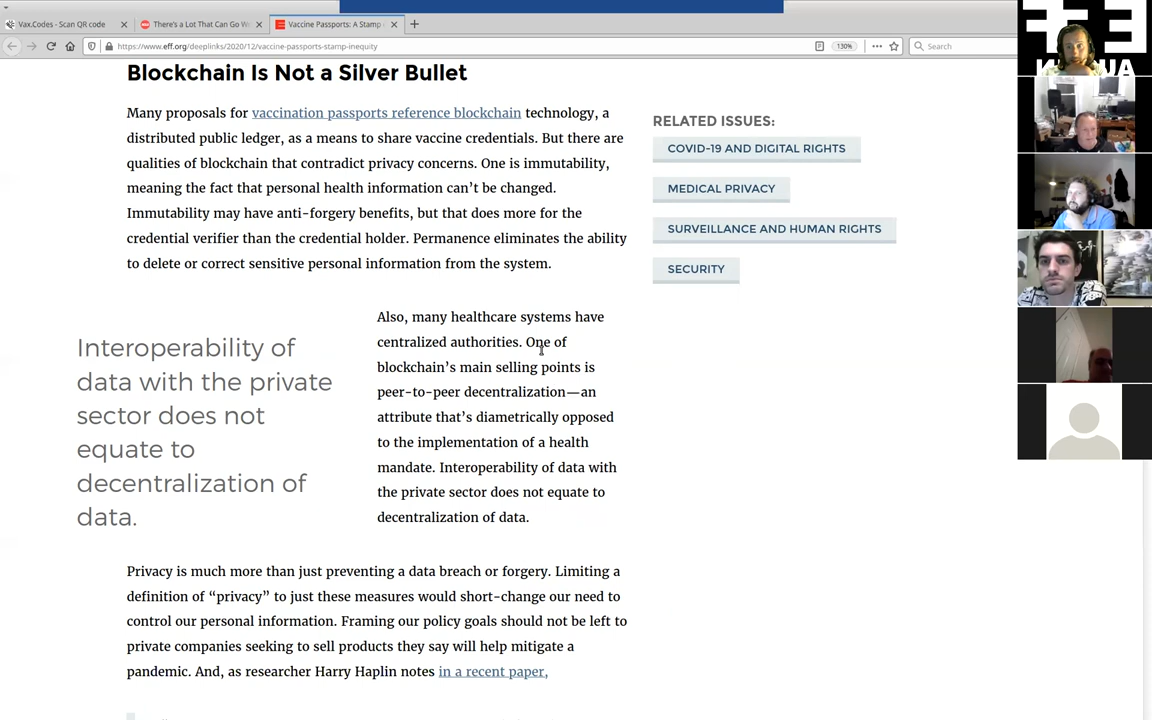 Vax.Codes - Scan QR code
There's a Lot That Can Go W
Vaccine Passports: A Stamp
https://www.eff.org/deeplinks/2020/12/vaccine-passports-stamp-inequity
130%
Search
Blockchain Is Not a Silver Bullet
Many proposals for vaccination passports reference blockchain technology, a
distributed public ledger, as a means to share vaccine credentials. But there are
qualities of blockchain that contradict privacy concerns. One is immutability,
meaning the fact that personal health information can’t be changed.
Immutability may have anti-forgery benefits, but that does more for the
credential verifier than the credential holder. Permanence eliminates the ability
to delete or correct sensitive personal information from the system.
Interoperability of
data with the private
sector does not
equate to
decentralization of
data.
Also, many healthcare systems have
centralized authorities. One of
blockchain’s main selling points is
peer-to-peer decentralization—an
attribute that’s diametrically opposed
to the implementation of a health
mandate. Interoperability of data with
the private sector does not equate to
decentralization of data.
Privacy is much more than just preventing a data breach or forgery. Limiting a
definition of “privacy” to just these measures would short-change our need to
control our personal information. Framing our policy goals should not be left to
private companies seeking to sell products they say will help mitigate a
pandemic. And, as researcher Harry Haplin notes in a recent paper,
RELATED ISSUES:
COVID-19 AND DIGITAL RIGHTS
MEDICAL PRIVACY
SURVEILLANCE AND HUMAN RIGHTS
SECURITY